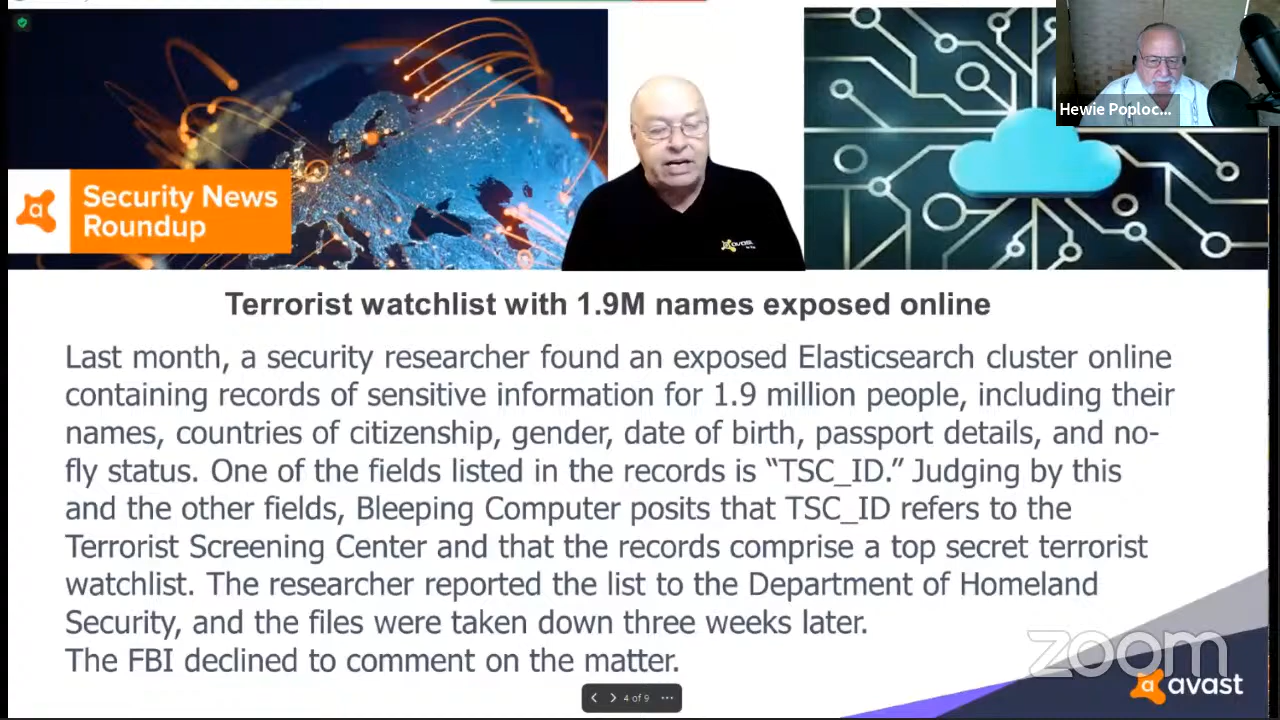 Hewie Poploc...
Security News
Roundup
avast
Terrorist watchlist with 1.9M names exposed online
Last month, a security researcher found an exposed Elasticsearch cluster online
containing records of sensitive information for 1.9 million people, including their
names, countries of citizenship, gender, date of birth, passport details, and no-
fly status. One of the fields listed in the records is “TSC_ID.” Judging by this
and the other fields, Bleeping Computer posits that TSC_ID refers to the
Terrorist Screening Center and that the records comprise a top secret terrorist
watchlist. The researcher reported the list to the Department of Homeland
Security, and the files were taken down three weeks later.
The FBI declined to comment on the matter.
zoom
avast
4 of 9